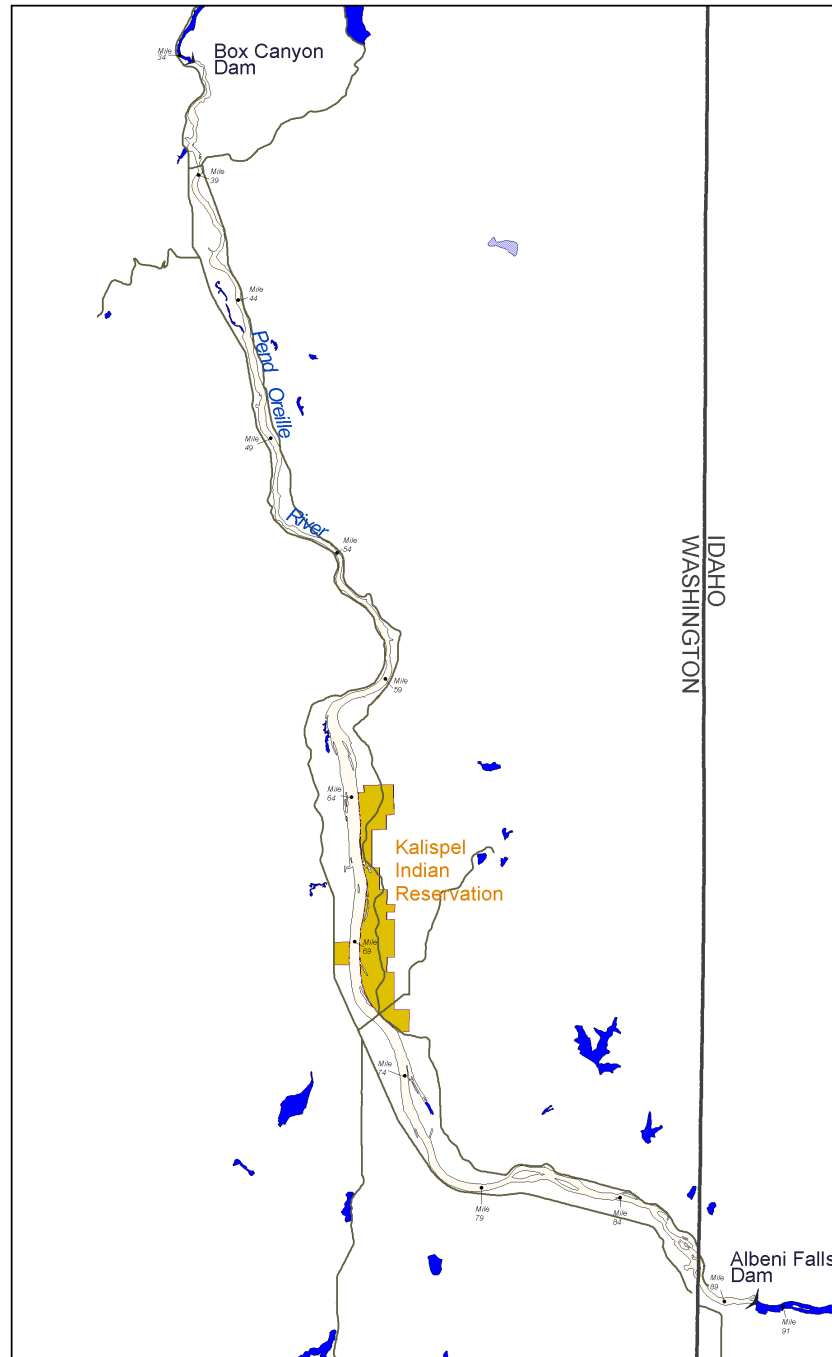 Mile
34
Box Canyon
Dam
Mile
39
Mile
44
Pend Oreille
Mile
49
River
Mile
54
IDAHO
WASHINGTON
Mile
59
Mile
64
Kalispel
Indian
Reservation
Mile
69
Mile
74
Mile
79
Mile
84
Albeni Falls
Dam
Mile
89
Mile
91